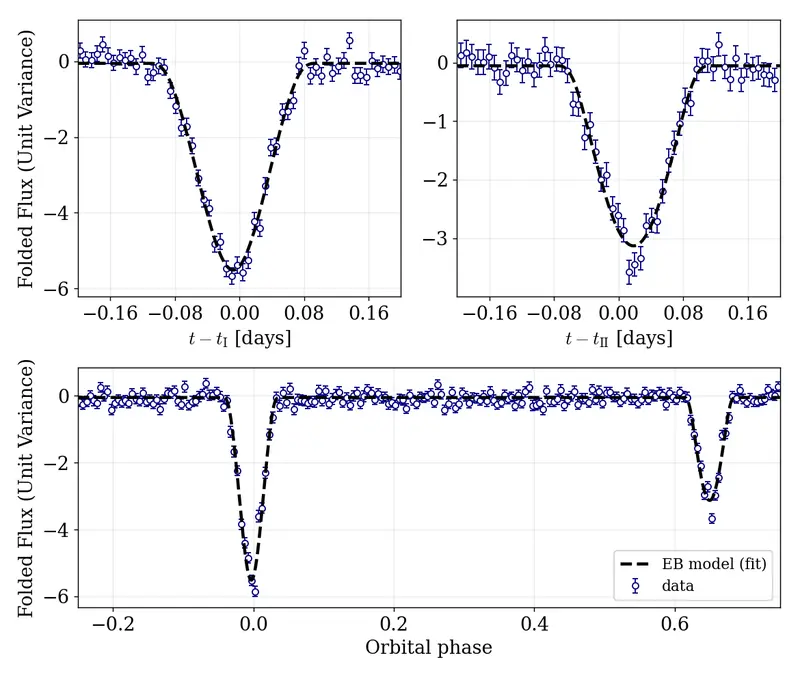 Folded Flux (Unit Variance)
0
−2
−4
−6
−0.16 −0.08 0.00 0.08 0.16
t − tI [days]
0
−1
−2
−3
−0.16 −0.08 0.00 0.08 0.16
t − tII [days]
Folded Flux (Unit Variance)
0
−2
−4
−6
−0.2 0.0 0.2 0.4 0.6
Orbital phase
EB model (fit)
data